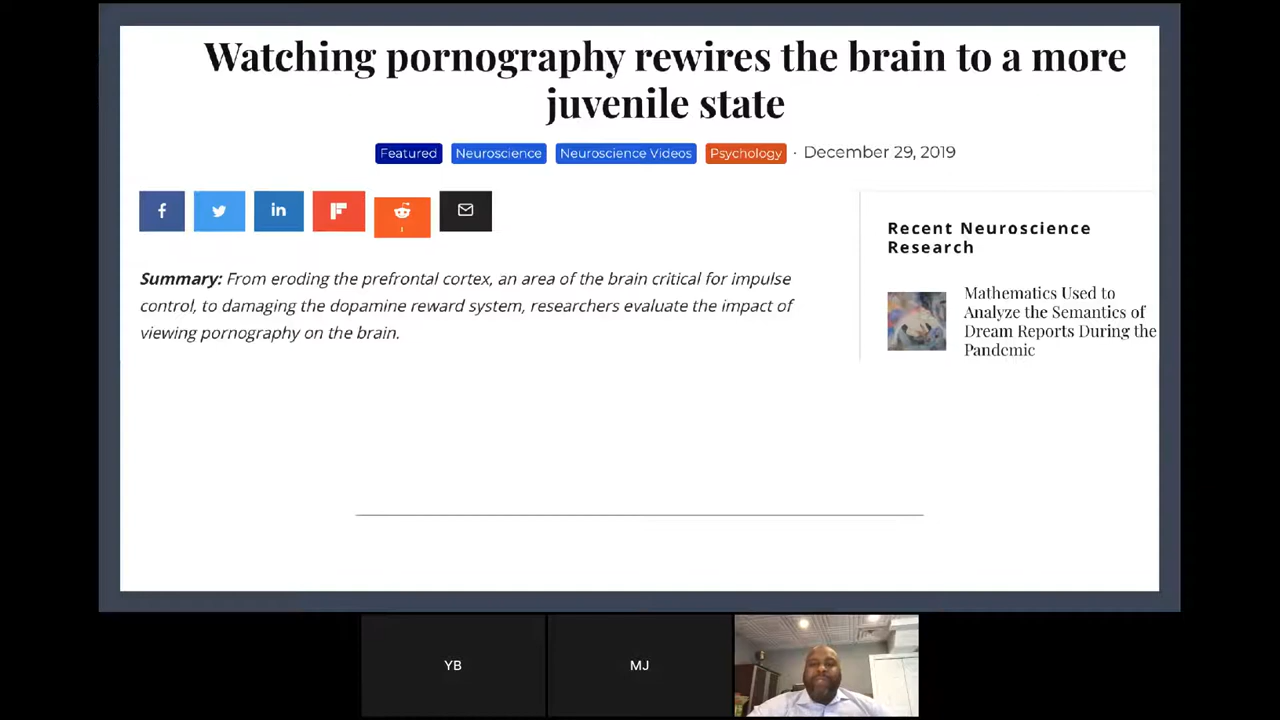 Watching pornography rewires the brain to a more
juvenile state
Featured Neuroscience Neuroscience Videos Psychology · December 29, 2019
Summary: From eroding the prefrontal cortex, an area of the brain critical for impulse
control, to damaging the dopamine reward system, researchers evaluate the impact of
viewing pornography on the brain.
Recent Neuroscience
Research
Mathematics Used to
Analyze the Semantics of
Dream Reports During the
Pandemic
YB
MJ